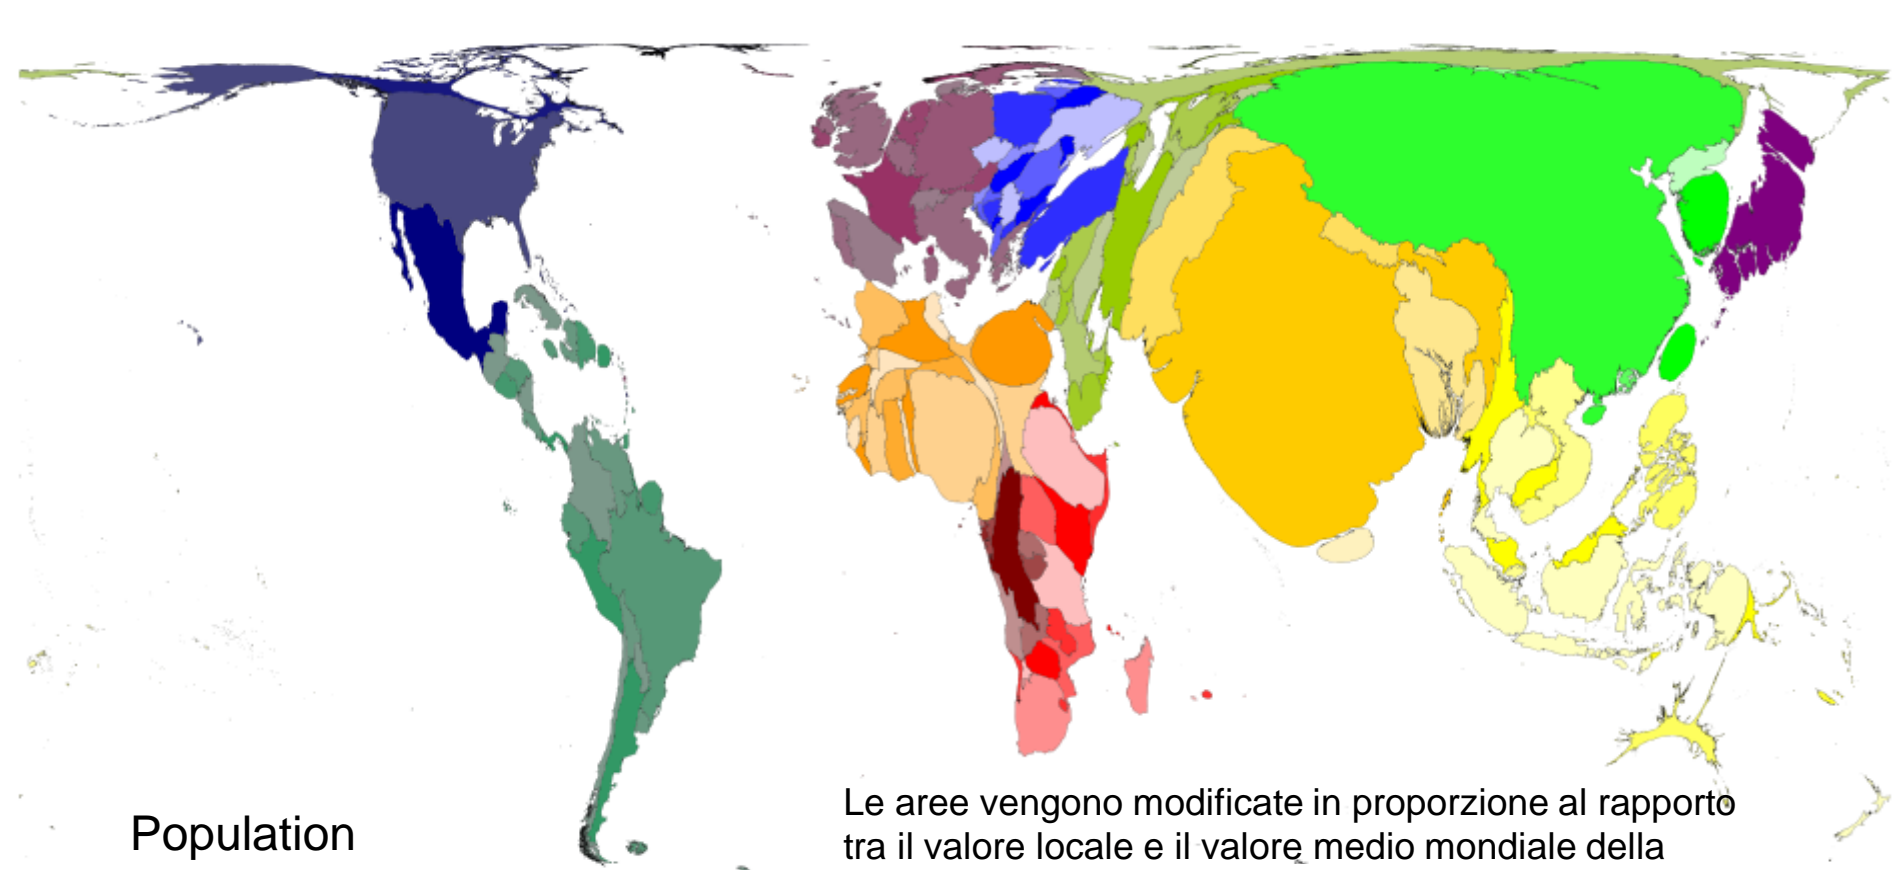 Population
Le aree vengono modificate in proporzione al rapporto
tra il valore locale e il valore medio mondiale della